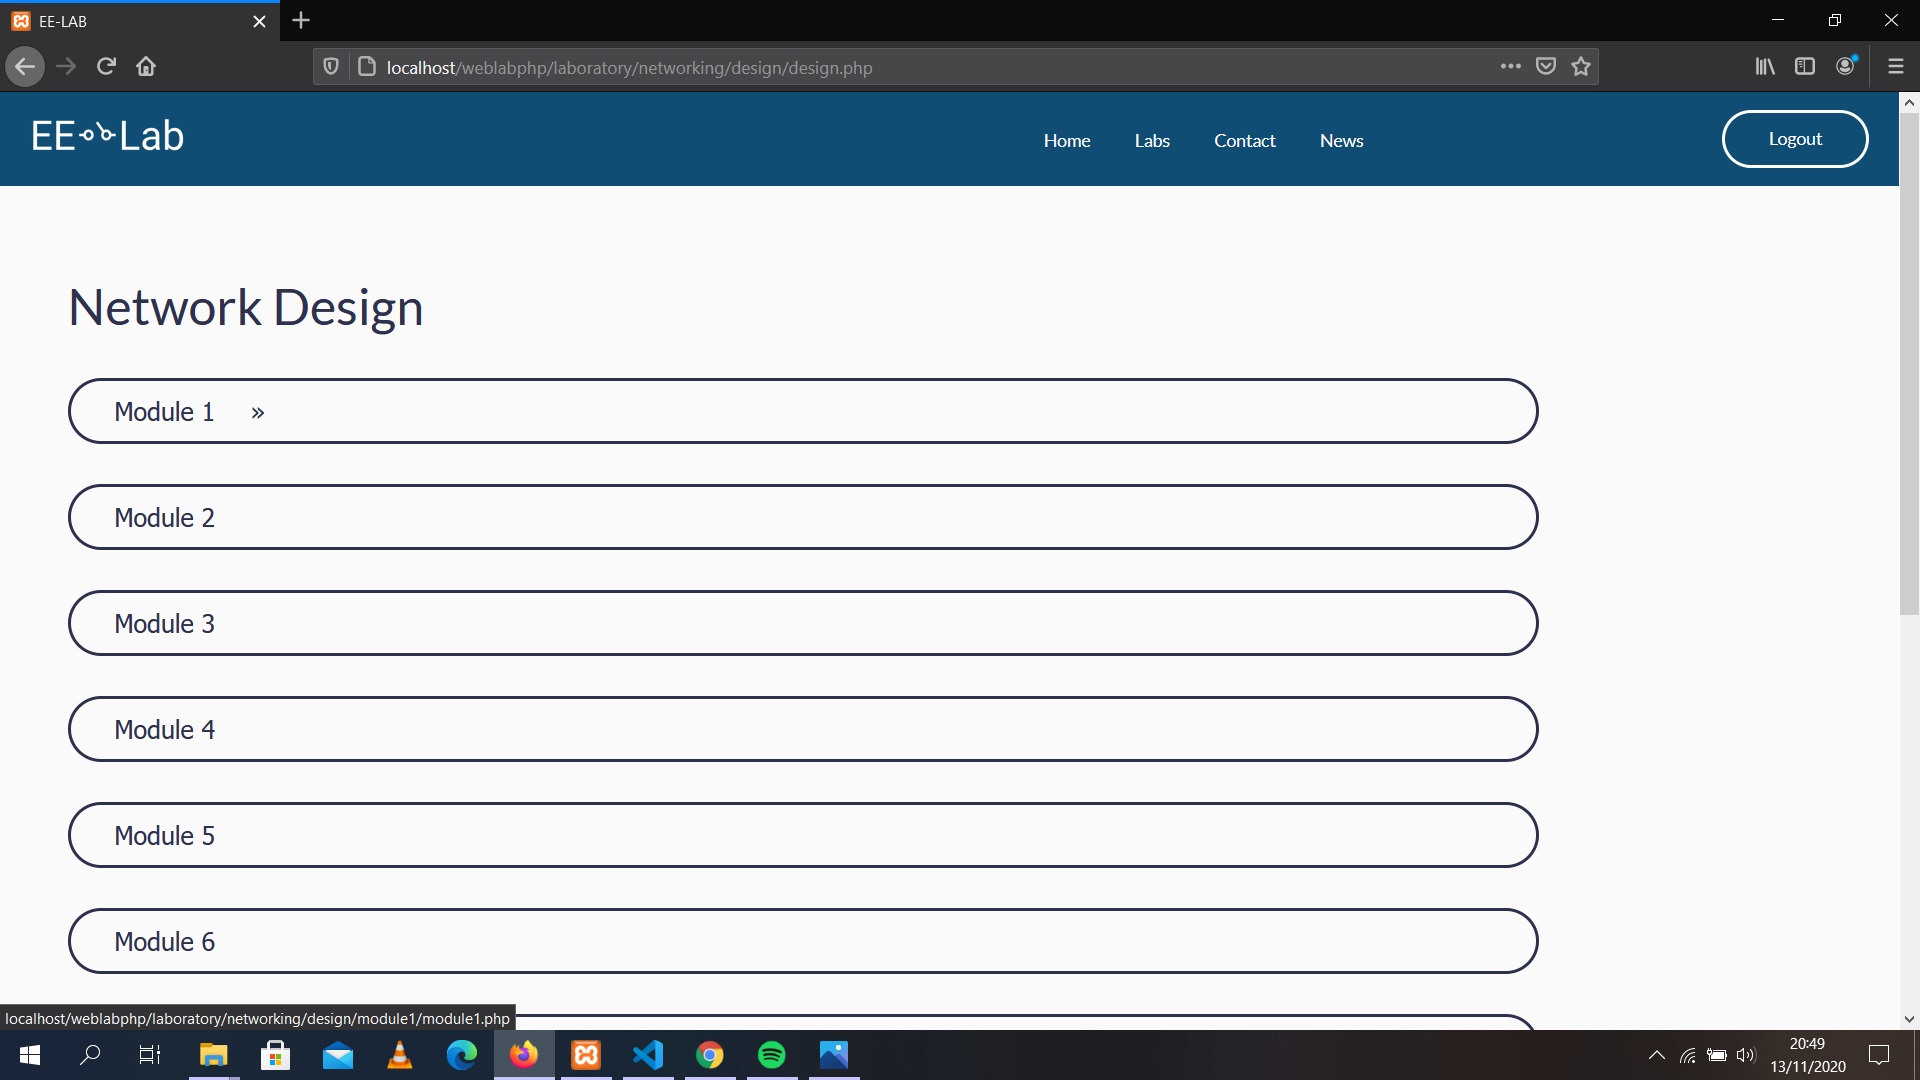 EE-LAB
localhost/weblabphp/laboratory/networking/design/design.php
EE Lab
Home Labs Contact News Logout
Network Design
Module 1 »
Module 2
Module 3
Module 4
Module 5
Module 6
localhost/weblabphp/laboratory/networking/design/module1/module1.php
20:49
13/11/2020